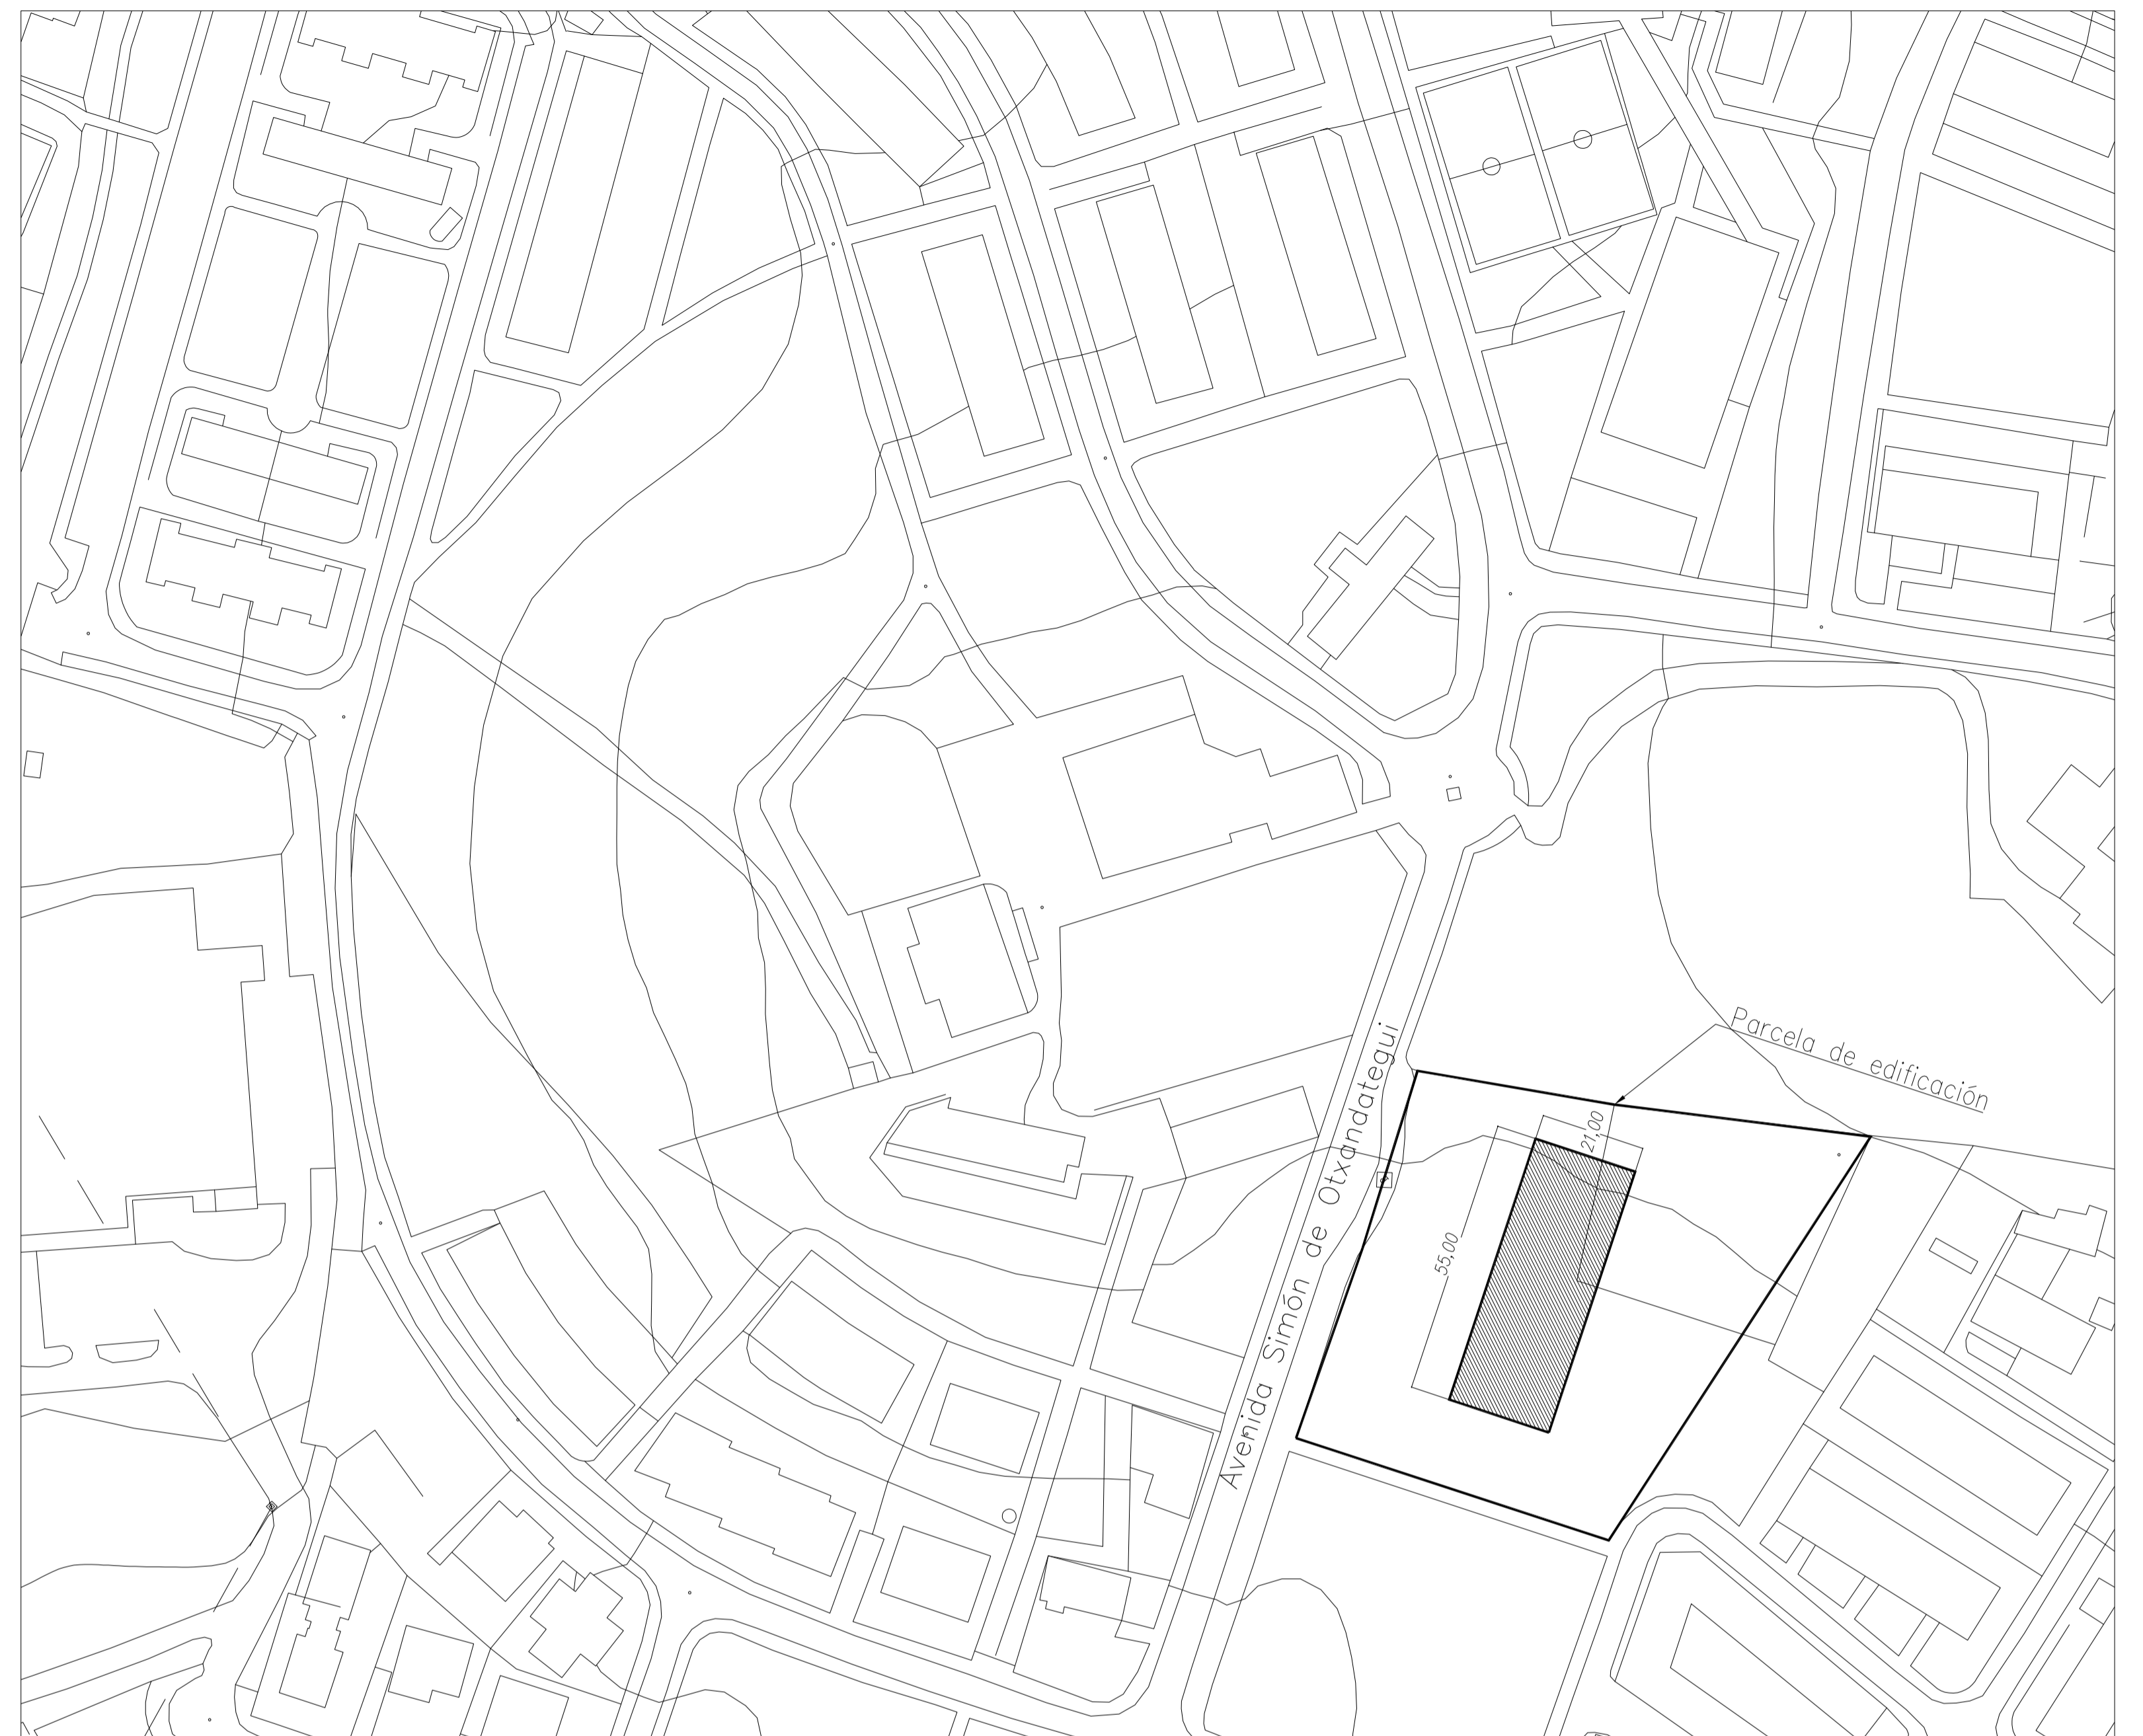 Parcela de edificación
21,00
55,00
Avenida Simón de Otxandategui